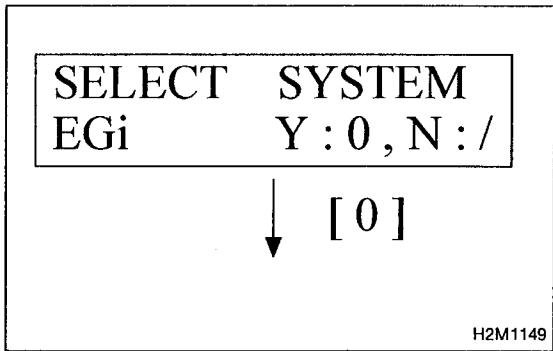 SELECT SYSTEM
EGi Y : 0 , N : /
[ 0 ]
H2M1149